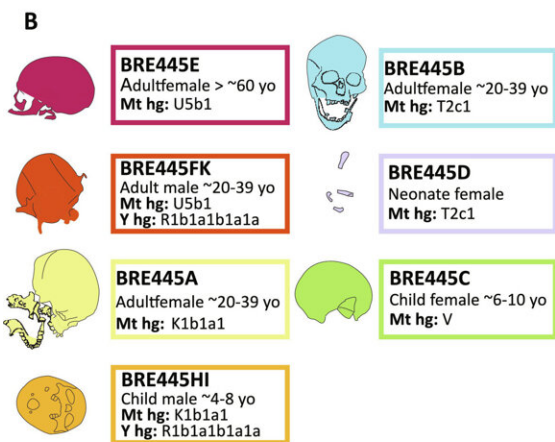 B
BRE445E
Adultfemale > ~60 yo
Mt hg: U5b1
BRE445FK
Adult male ~20-39 yo
Mt hg: U5b1
Y hg: R1b1a1b1a1a
BRE445A
Adultfemale ~20-39 yo
Mt hg: K1b1a1
BRE445HI
Child male ~4-8 yo
Mt hg: K1b1a1
Y hg: R1b1a1b1a1a
BRE445B
Adultfemale ~20-39 yo
Mt hg: T2c1
BRE445D
Neonate female
Mt hg: T2c1
BRE445C
Child female ~6-10 yo
Mt hg: V